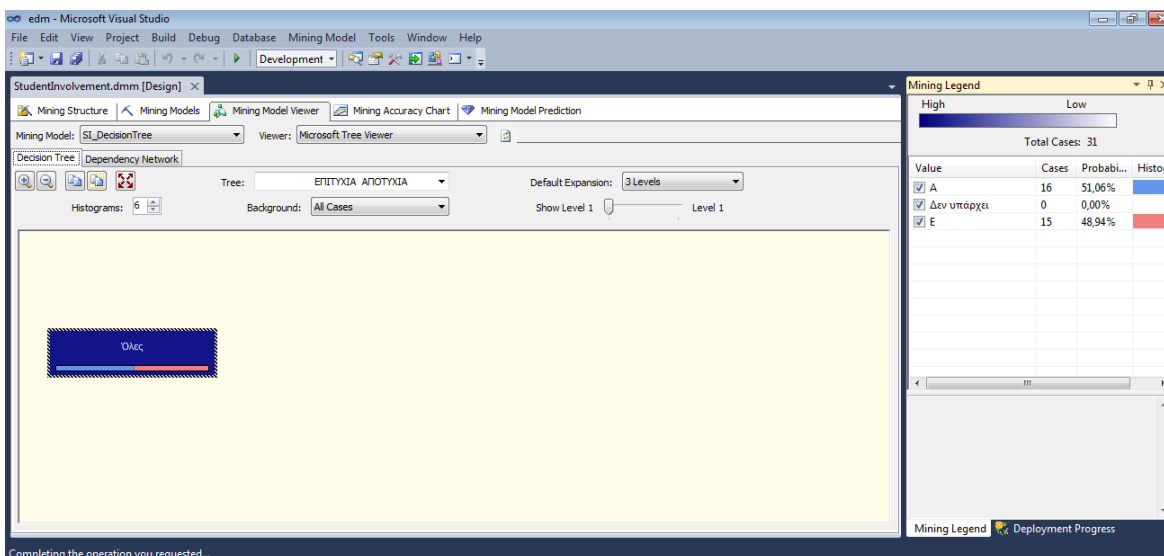 edm - Microsoft Visual Studio
File Edit View Project Build Debug Database Mining Model Tools Window Help
Development
StudentInvolvement.dmm [Design]
Mining Structure Mining Models Mining Model Viewer Mining Accuracy Chart Mining Model Prediction
Mining Model: SI_DecisionTree Viewer: Microsoft Tree Viewer
Decision Tree Dependency Network
Tree: ΕΠΙΤΥΧΙΑ ΑΠΟΤΥΧΙΑ Default Expansion: 3 Levels
Histograms: 6 Background: All Cases Show Level 1 Level 1
Όλες
Mining Legend
High Low
Total Cases: 31
Value Cases Probabi... Histo
Α 16 51,06%
Δεν υπάρχει 0 0,00%
Ε 15 48,94%
Mining Legend Deployment Progress
Completing the operation you requested...